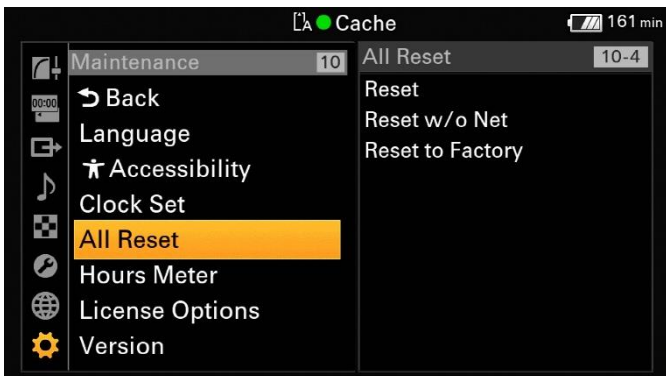 A Cache 161 min
Maintenance 10
Back
Language
Accessibility
Clock Set
All Reset
Hours Meter
License Options
Version
00:00
All Reset 10-4
Reset
Reset w/o Net
Reset to Factory